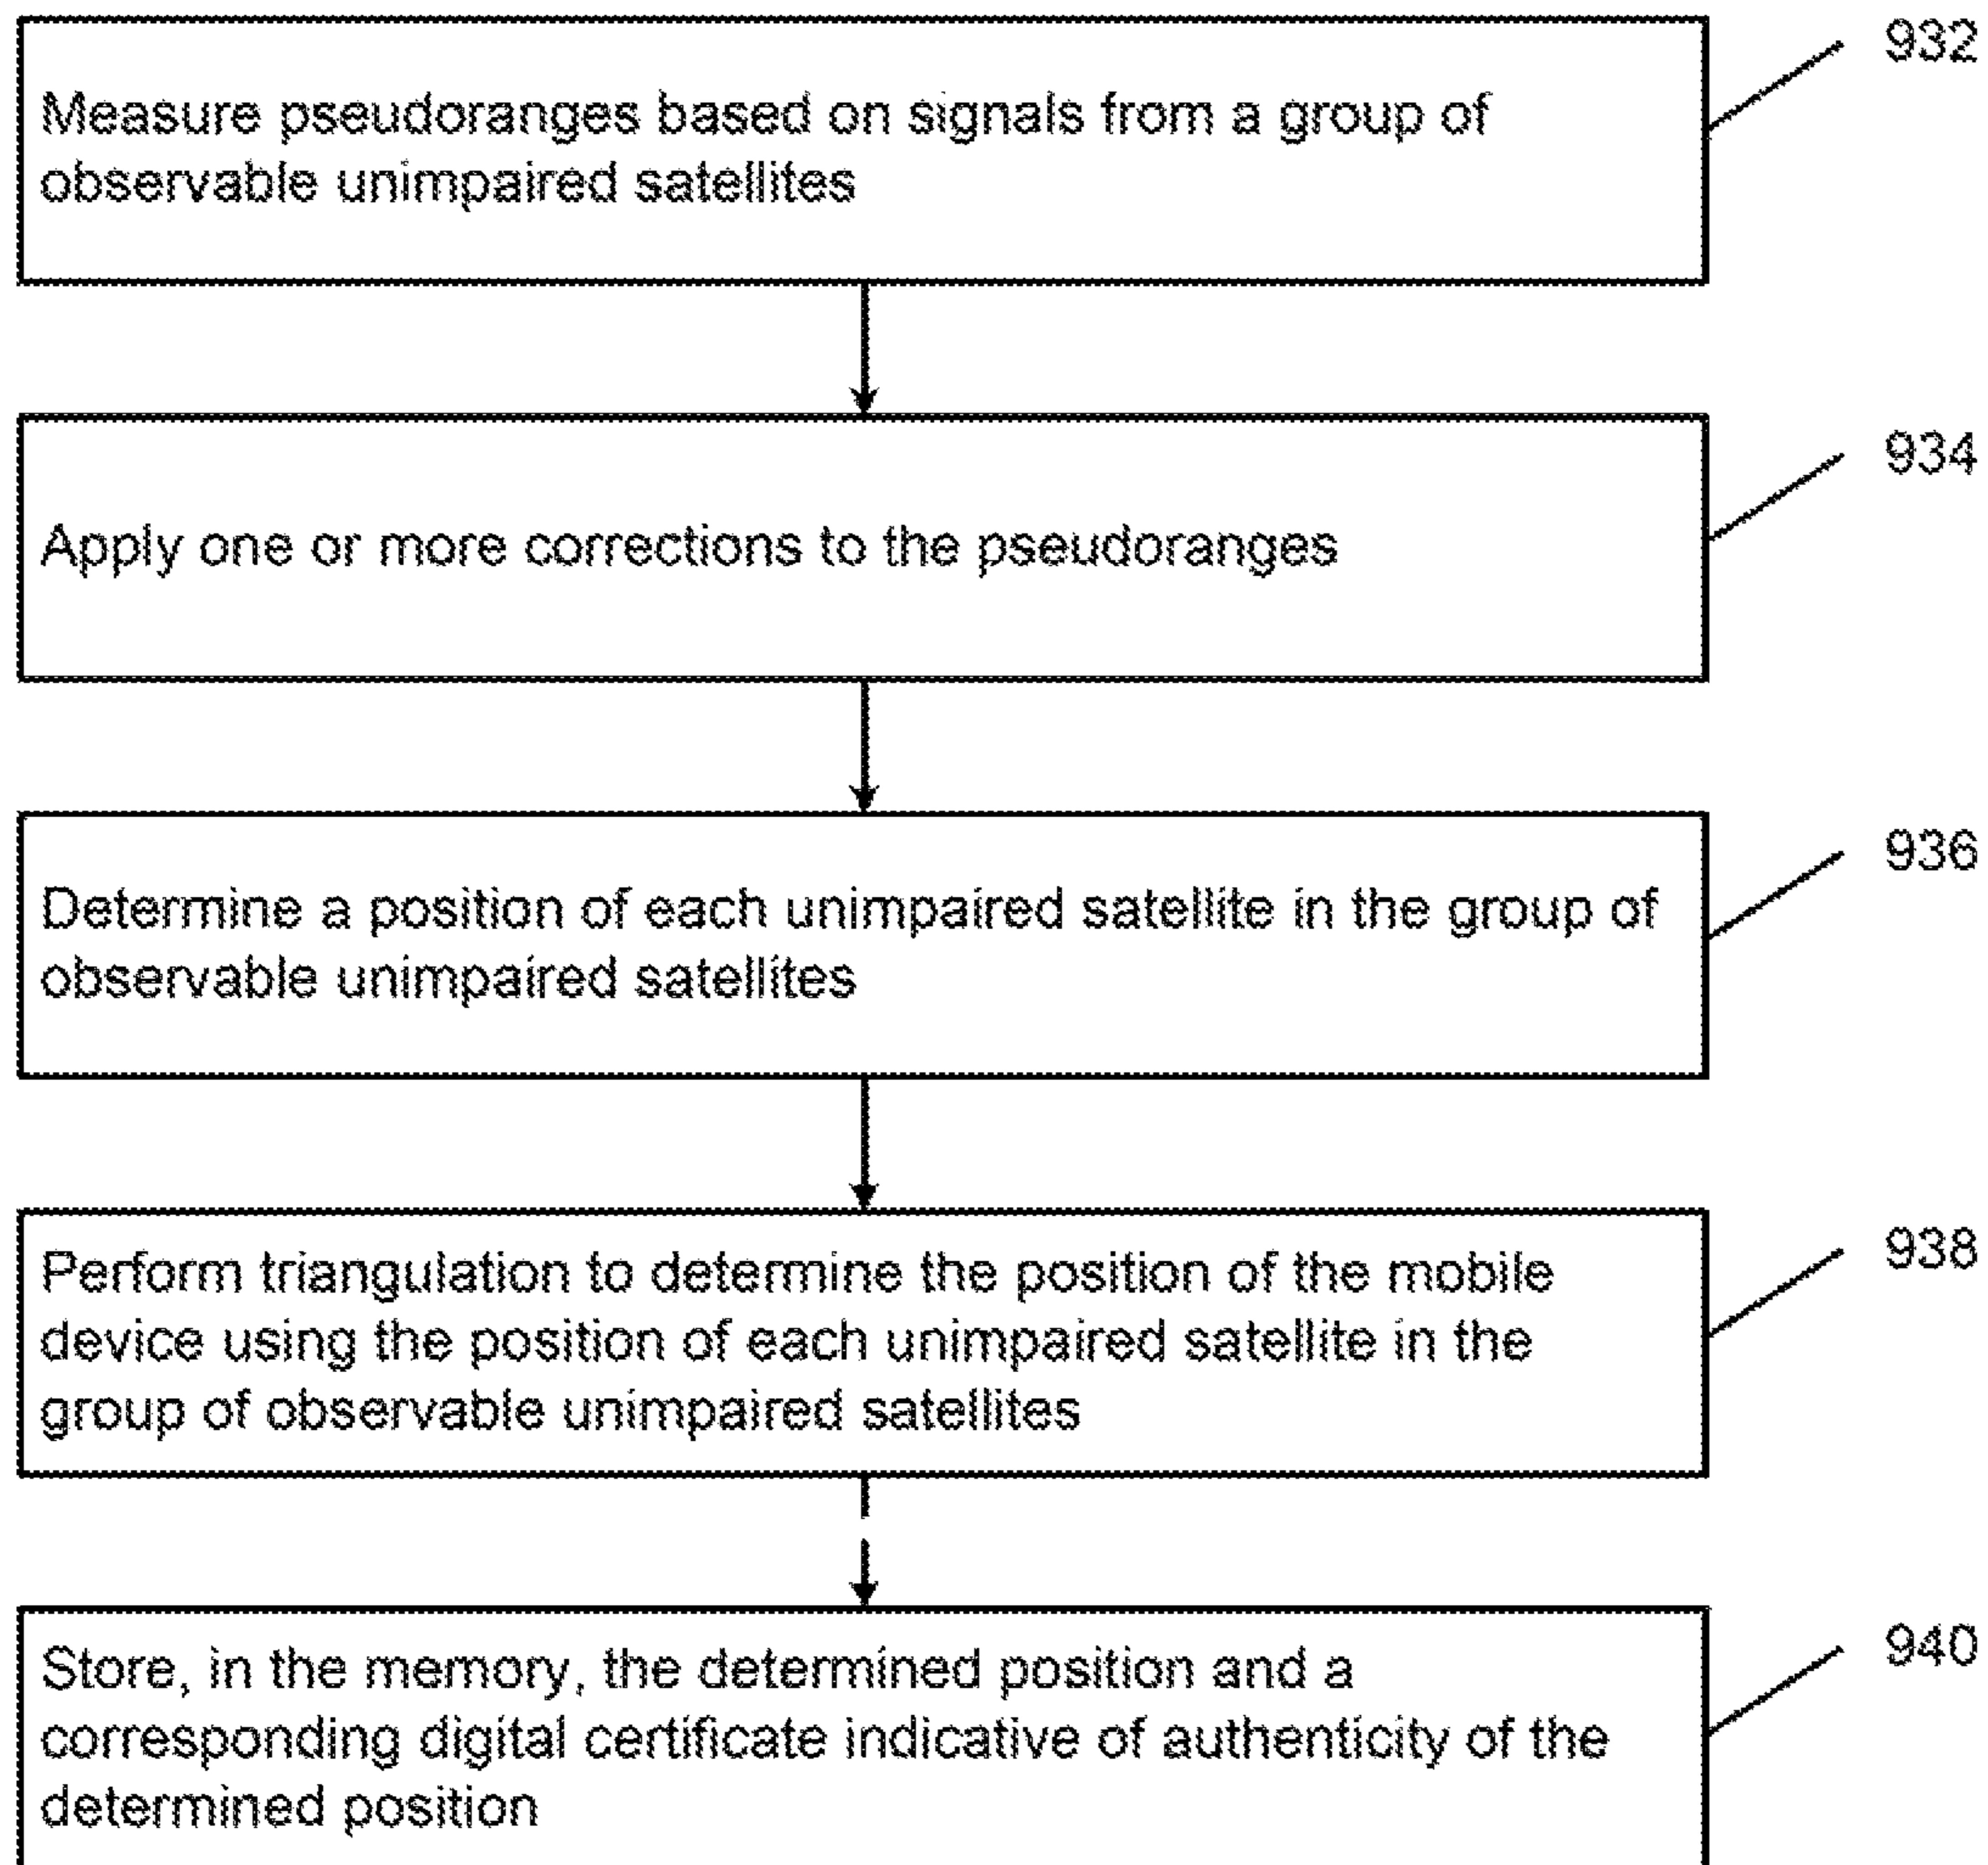 932
Measure pseudoranges based on signals from a group of
observable unimpaired satellites
934
Apply one or more corrections to the pseudoranges
936
Determine a position of each unimpaired satellite in the group of
observable unimpaired satellites
938
Perform triangulation to determine the position of the mobile
device using the position of each unimpaired satellite in the
group of observable unimpaired satellites
940
Store, in the memory, the determined position and a
corresponding digital certificate indicative of authenticity of the
determined position